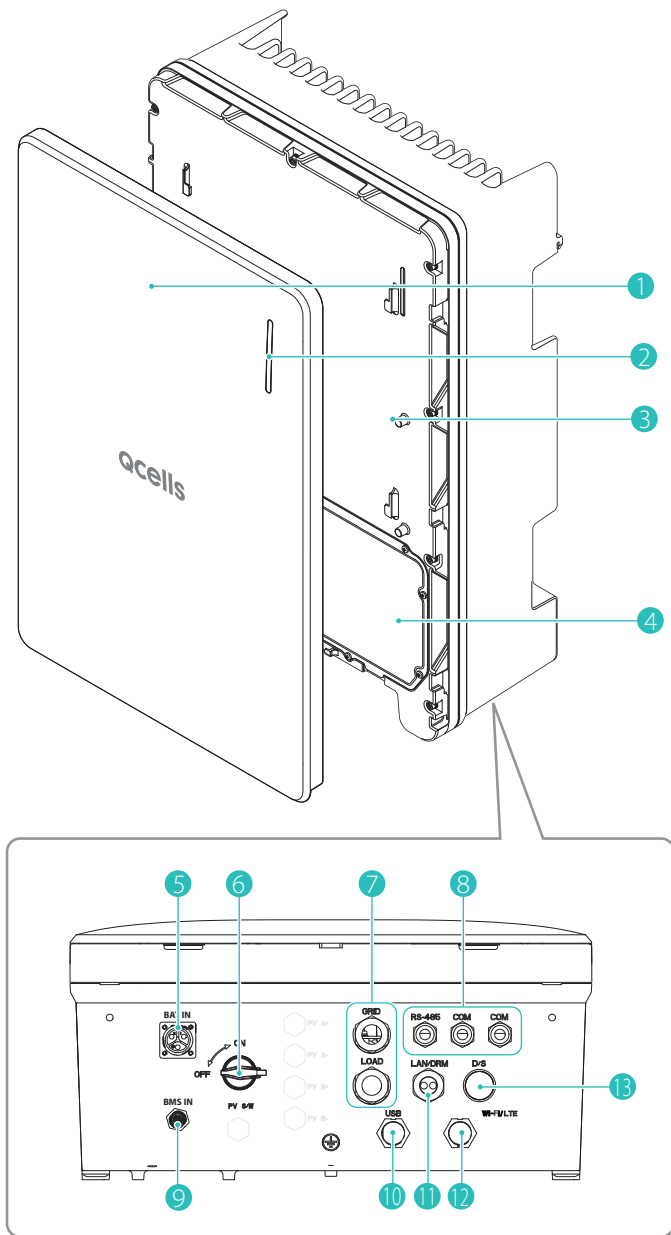 1
2
Qcells
3
4
5
6
7
8
BAT IN
ON
OFF
PV S/W
BMS IN
PV A+
PV A-
PV B+
PV B-
GRID
LOAD
RS-485
COM
COM
LAN/DRM
D/S
USB
WI-FI/LTE
9
10
11
12
13